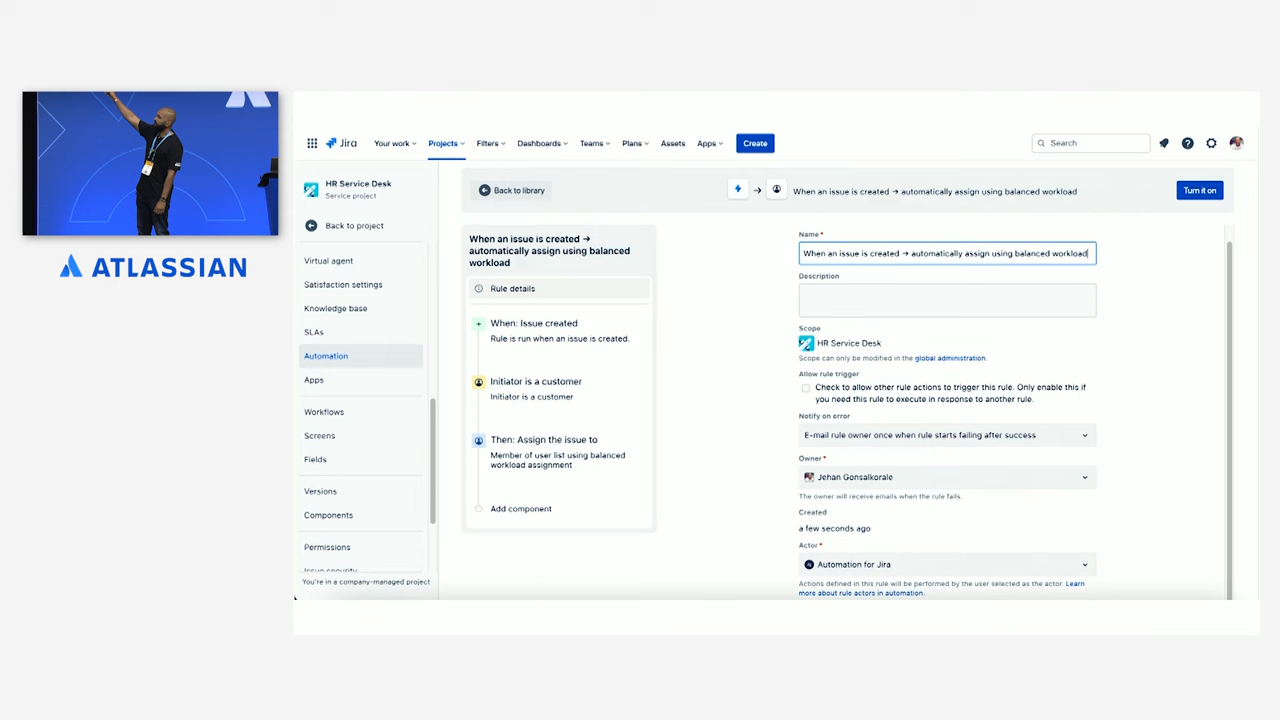 ATLASSIAN
Jira
Your work
Projects
Filters
Dashboards
Teams
Plans
Assets
Apps
Create
Search
HR Service Desk
Service project
Back to project
Virtual agent
Satisfaction settings
Knowledge base
SLAs
Automation
Apps
Workflows
Screens
Fields
Versions
Components
Permissions
Issue security
You're in a company-managed project
Back to library
When an issue is created → automatically assign using balanced workload
Turn it on
When an issue is created →
automatically assign using balanced
workload
Rule details
When: Issue created
Rule is run when an issue is created.
Initiator is a customer
Initiator is a customer
Then: Assign the issue to
Member of user list using balanced
workload assignment
Add component
Name *
When an issue is created → automatically assign using balanced workload
Description
Scope
HR Service Desk
Scope can only be modified in the global administration.
Allow rule trigger
Check to allow other rule actions to trigger this rule. Only enable this if
you need this rule to execute in response to another rule.
Notify on error
E-mail rule owner once when rule starts failing after success
Owner *
Jehan Gonsalkorale
The owner will receive emails when the rule fails.
Created
a few seconds ago
Actor *
Automation for Jira
Actions defined in this rule will be performed by the user selected as the actor. Learn
more about rule actors in automation.